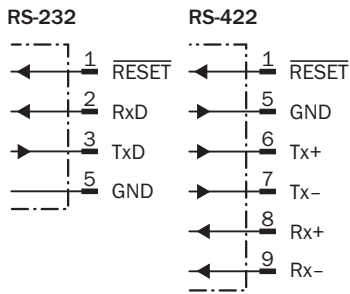 RS-232
1 RESET
2 RxD
3 TxD
5 GND
RS-422
1 RESET
5 GND
6 Tx+
7 Tx–
8 Rx+
9 Rx–